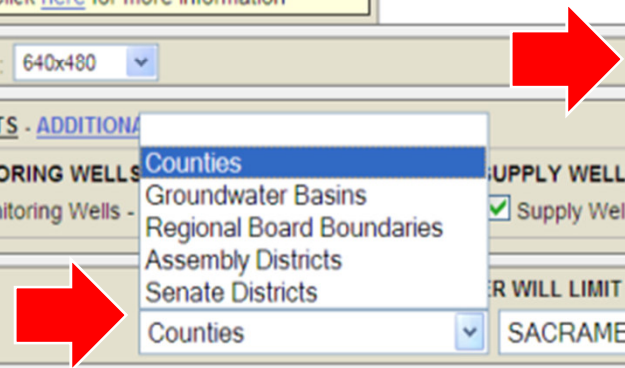 click here for more information
: 640x480
TS - ADDITIONA
Counties
ORING WELLS
SUPPLY WELL
Groundwater Basins
nitoring Wells -
Supply Wel
Regional Board Boundaries
Assembly Districts
Senate Districts
ER WILL LIMIT
Counties
SACRAME